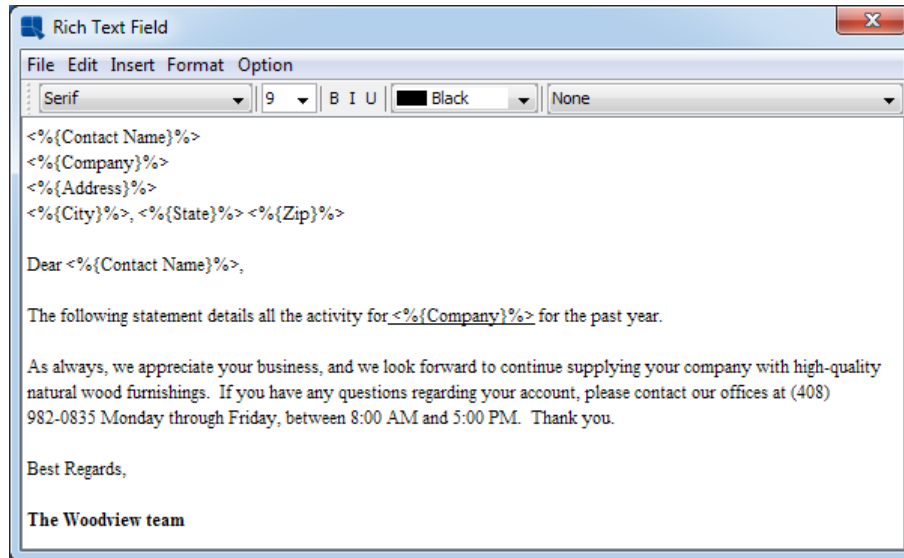 Rich Text Field
File Edit Insert Format Option
Serif 9 B I U Black None
<%{Contact Name}%>
<%{Company}%>
<%{Address}%>
<%{City}%>, <%{State}%> <%{Zip}%>
Dear <%{Contact Name}%>,
The following statement details all the activity for <%{Company}%> for the past year.
As always, we appreciate your business, and we look forward to continue supplying your company with high-quality
natural wood furnishings.  If you have any questions regarding your account, please contact our offices at (408)
982-0835 Monday through Friday, between 8:00 AM and 5:00 PM.  Thank you.
Best Regards,
The Woodview team